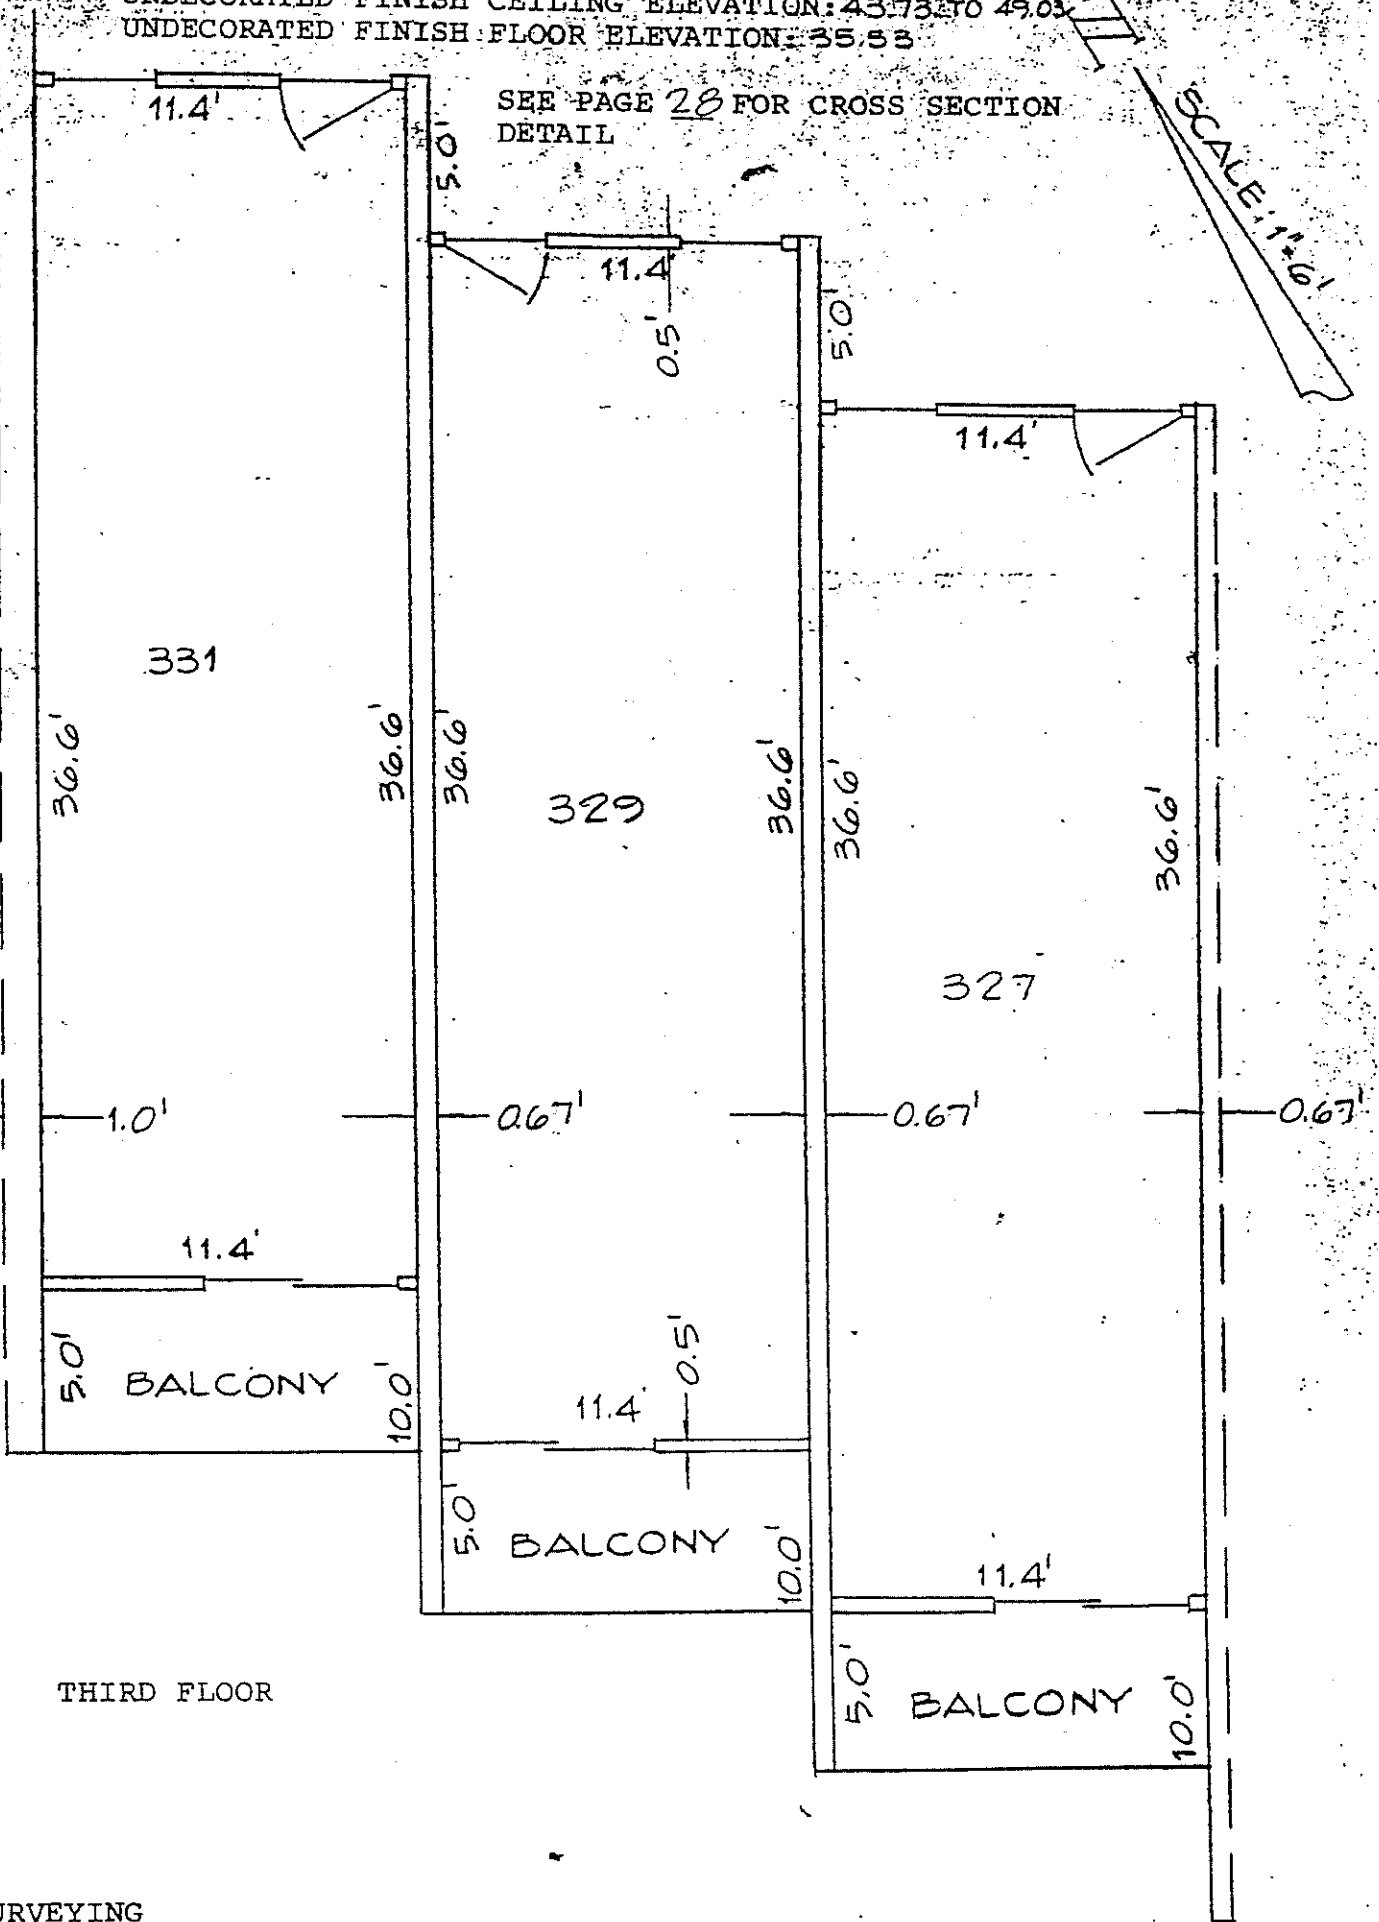 UNDECORATED FINISH CEILING ELEVATION: 43.73 TO 49.03
UNDECORATED FINISH FLOOR ELEVATION: 35.53
SEE PAGE 28 FOR CROSS SECTION
DETAIL
SCALE: 1"=6'
11.4'
5.0'
11.4'
0.5'
5.0'
11.4'
331
36.6'
36.6'
36.6'
329
36.6'
36.6'
36.6'
327
1.0'
0.67'
0.67'
0.67'
11.4'
5.0'
BALCONY
10.0'
11.4'
0.5'
5.0'
BALCONY
10.0'
11.4'
5.0'
BALCONY
10.0'
THIRD FLOOR
URVEYING